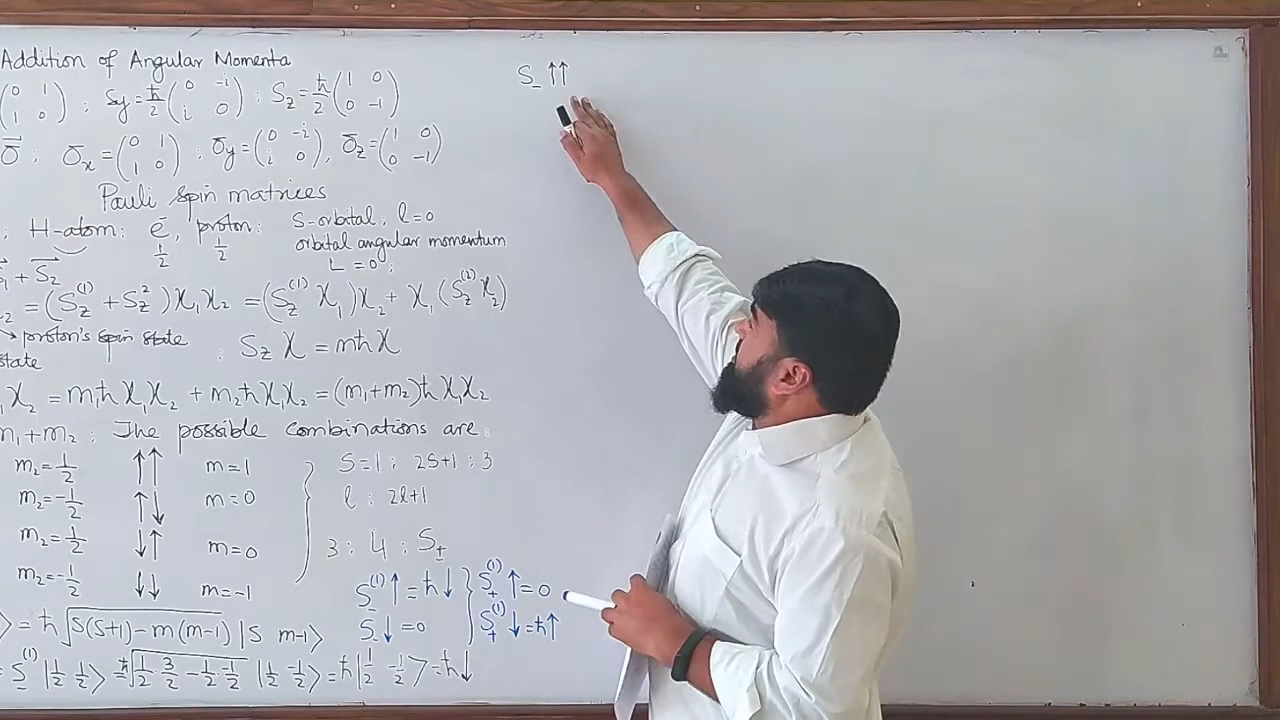 Addition of Angular Momenta
(0 1 / 1 0) ; Sy = ħ/2 (0 -i / i 0) : Sz = ħ/2 (1 0 / 0 -1)
σ⃗ ; σx = (0 1 / 1 0) ; σy = (0 -i / i 0), σz = (1 0 / 0 -1)
Pauli spin matrices
; H-atom: ē, proton: S-orbital, l=0
1/2 1/2 orbital angular momentum
S⃗1 + S⃗2 L=0 ;
= (Sz^(1) + Sz^2) χ1χ2 = (Sz^(1) χ1)χ2 + χ1(Sz^(2) χ2)
→ proton's spin state : Sz χ = mħχ
state
χ2 = m1ħχ1χ2 + m2ħχ1χ2 = (m1+m2)ħχ1χ2
m1+m2 : The possible combinations are:
m2=1/2 ↑↑ m=1 } S=1 : 2S+1 : 3
m2=-1/2 ↑↓ m=0 l : 2l+1
m2=1/2 ↓↑ m=0 3 : 4 : S±
m2=-1/2 ↓↓ m=-1
S-^(1) ↑ = ħ↓ } S+^(1) ↑ = 0
S- ↓ = 0 S+^(1) ↓ = ħ↑
> = ħ√(S(S+1)-m(m-1)) |S m-1>
= S-^(1) |1/2 1/2> = ħ√(1/2·3/2 - 1/2·-1/2) |1/2 -1/2> = ħ|1/2 -1/2> = ħ↓
S- ↑↑